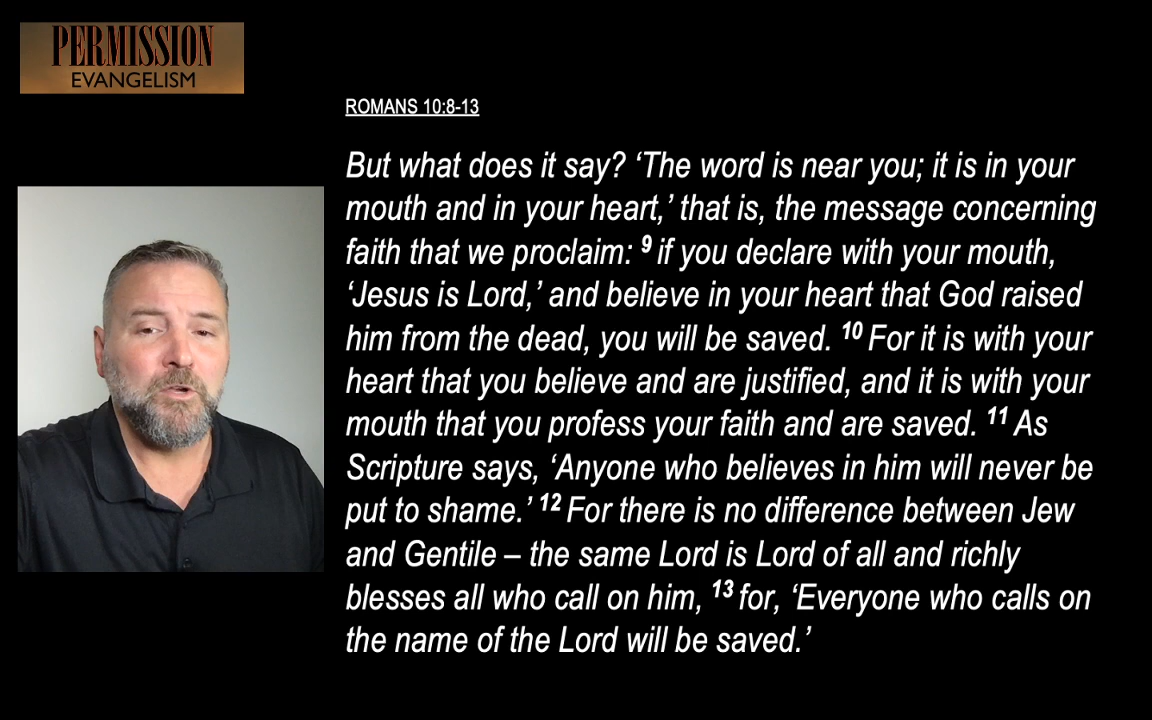 PERMISSION
EVANGELISM
ROMANS 10:8-13
But what does it say? ‘The word is near you; it is in your
mouth and in your heart,’ that is, the message concerning
faith that we proclaim: 9 if you declare with your mouth,
‘Jesus is Lord,’ and believe in your heart that God raised
him from the dead, you will be saved. 10 For it is with your
heart that you believe and are justified, and it is with your
mouth that you profess your faith and are saved. 11 As
Scripture says, ‘Anyone who believes in him will never be
put to shame.’ 12 For there is no difference between Jew
and Gentile – the same Lord is Lord of all and richly
blesses all who call on him, 13 for, ‘Everyone who calls on
the name of the Lord will be saved.’